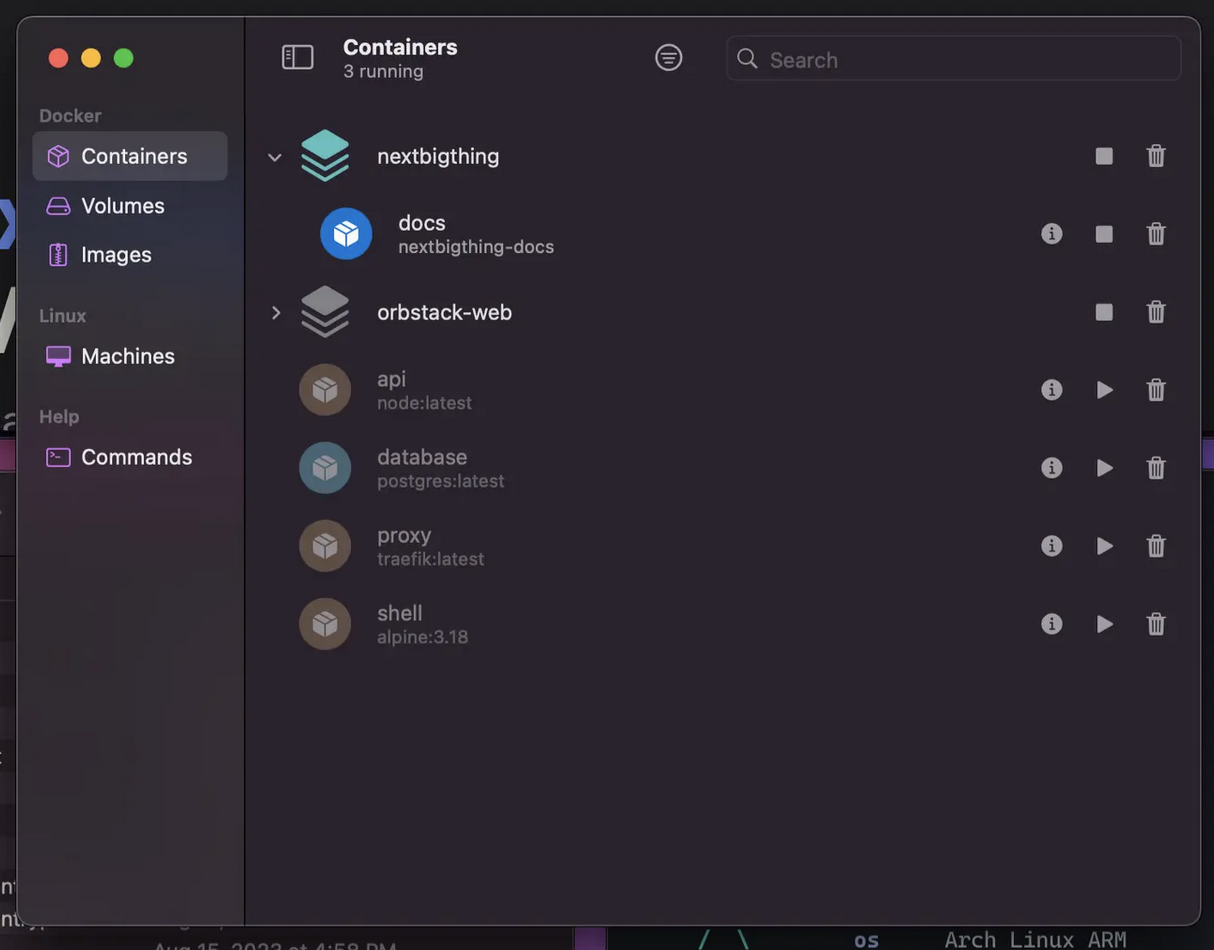 Containers
3 running
Search
Docker
Containers
Volumes
Images
Linux
Machines
Help
Commands
nextbigthing
docs
nextbigthing-docs
orbstack-web
api
node:latest
database
postgres:latest
proxy
traefik:latest
shell
alpine:3.18
Aug 15, 2023 at 4:58 PM
os Arch Linux ARM